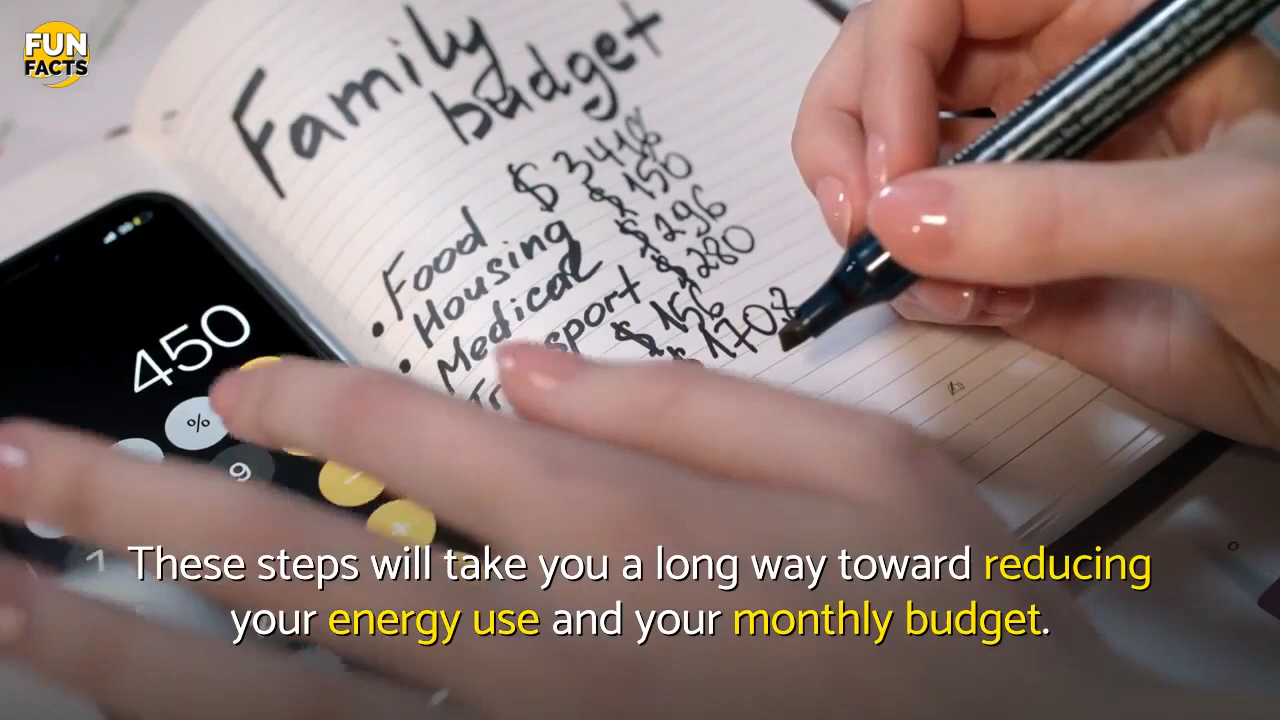 FUN
FACTS
Family
budget
Food $ 3418
• Housing $ 150
• Medical $ 296
$ 280
$ 156
1708
450
%
9
1
These steps will take you a long way toward reducing
your energy use and your monthly budget.